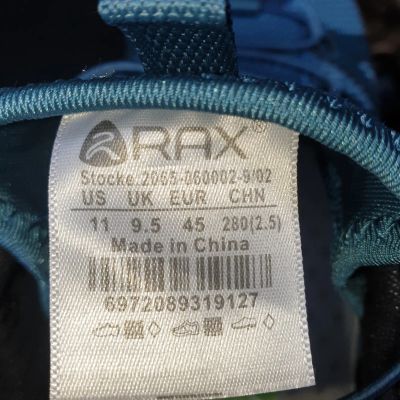 RAX®
Stocke.2065-860002-9/02
US UK EUR CHN
11 9.5 45 280(2.5)
Made in China
6972089319127